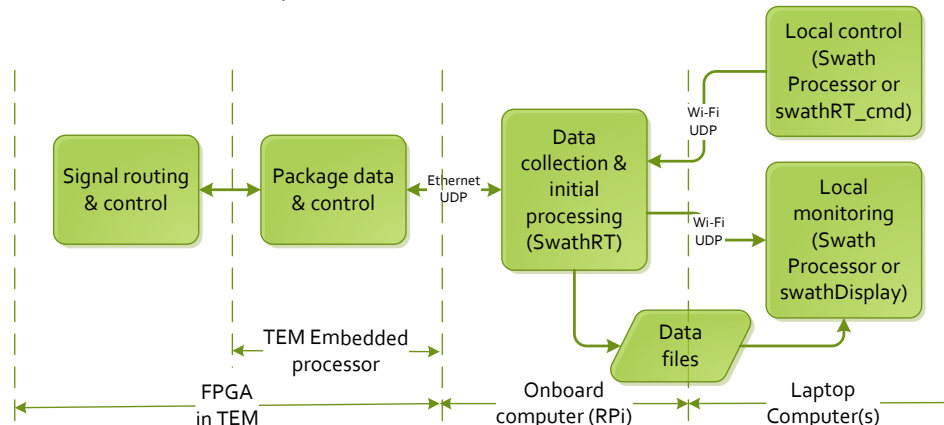 Local control
(Swath
Processor or
swathRT_cmd)
Signal routing
& control
Package data
& control
Ethernet
UDP
Data
collection &
initial
processing
(SwathRT)
Wi-Fi
UDP
Wi-Fi
UDP
Local
monitoring
(Swath
Processor or
swathDisplay)
Data
files
TEM Embedded
processor
FPGA
in TEM
Onboard
computer (RPi)
Laptop
Computer(s)